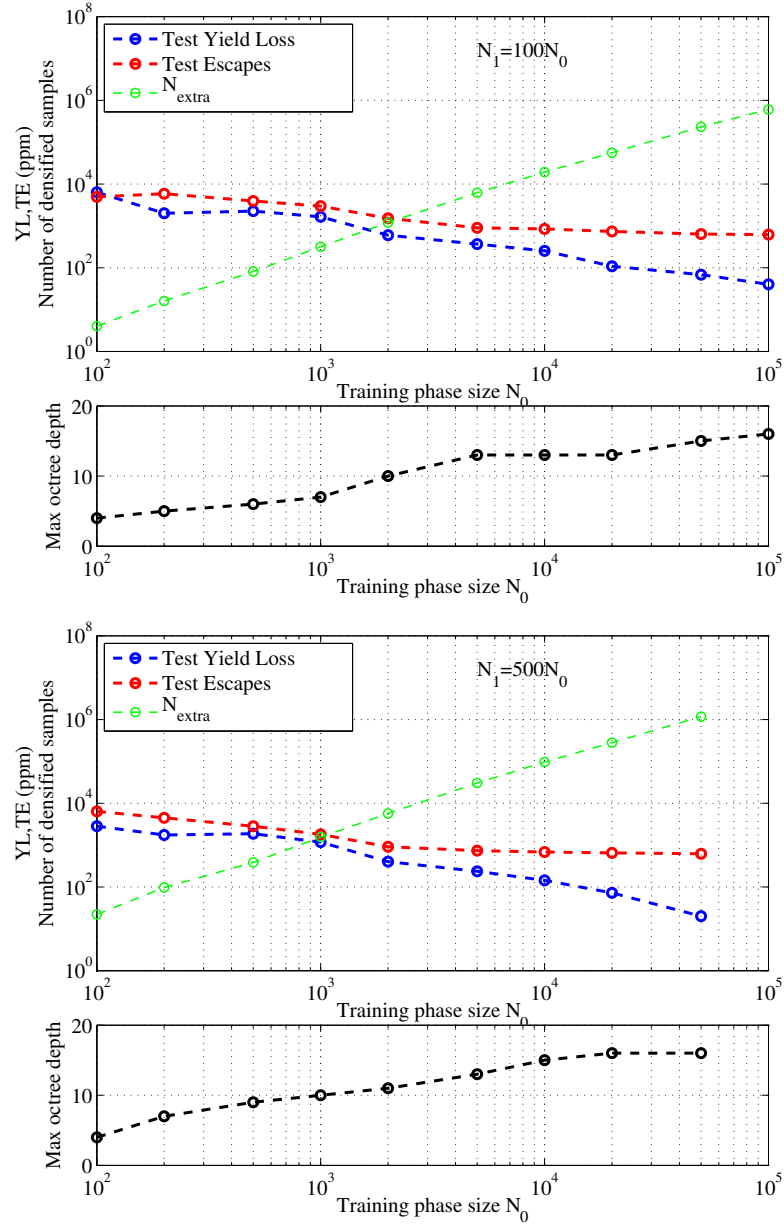 10^8
10^6
10^4
10^2
10^0
YL,TE (ppm)
Number of densified samples
Test Yield Loss
Test Escapes
N_extra
N_1=100N_0
10^2 10^3 10^4 10^5
Training phase size N_0
20
10
0
Max octree depth
10^2 10^3 10^4 10^5
Training phase size N_0
10^8
10^6
10^4
10^2
10^0
YL,TE (ppm)
Number of densified samples
Test Yield Loss
Test Escapes
N_extra
N_1=500N_0
10^2 10^3 10^4 10^5
Training phase size N_0
20
10
0
Max octree depth
10^2 10^3 10^4 10^5
Training phase size N_0